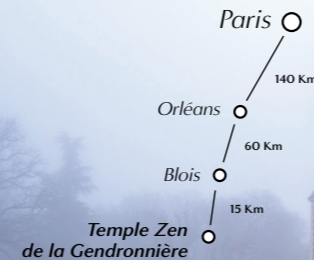 Paris
140 Km
Orléans
60 Km
Blois
15 Km
Temple Zen
de la Gendronnière